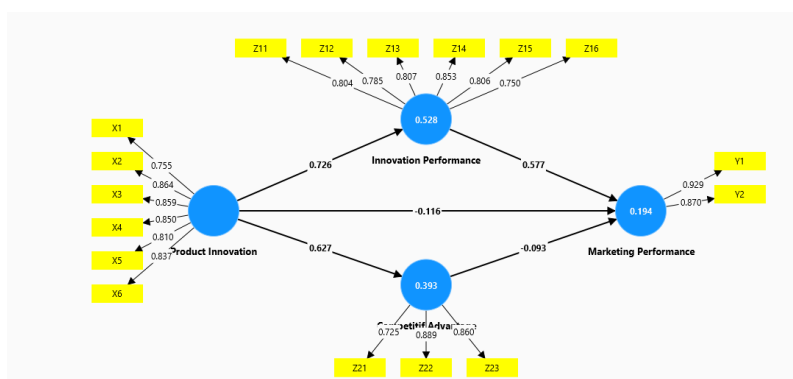 Z11 Z12 Z13 Z14 Z15 Z16
0.804 0.785 0.807 0.853 0.806 0.750
0.528
Innovation Performance
X1
X2
X3
X4
X5
X6
0.755
0.864
0.859
0.850
0.810
0.837
Product Innovation
0.726
0.577
-0.116
0.627
-0.093
Y1
Y2
0.929
0.870
0.194
Marketing Performance
0.393
0.725 0.889 0.860
Z21 Z22 Z23